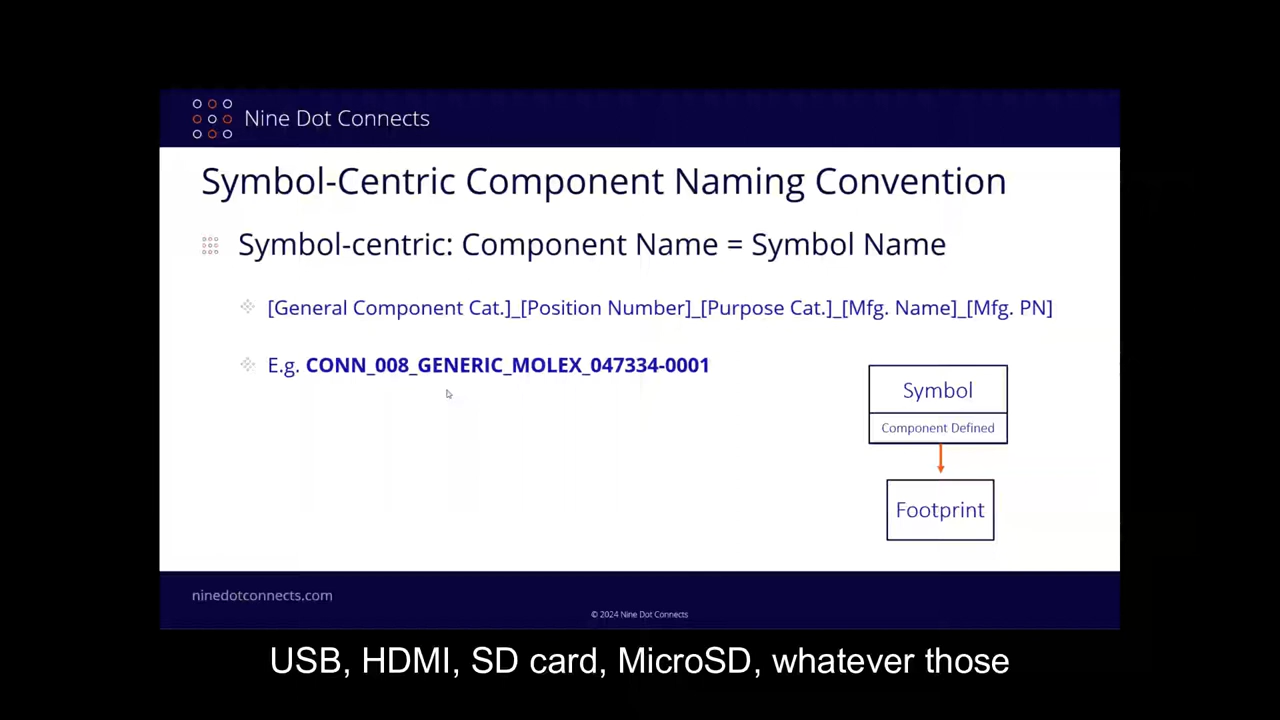 Nine Dot Connects
Symbol-Centric Component Naming Convention
Symbol-centric: Component Name = Symbol Name
[General Component Cat.]_[Position Number]_[Purpose Cat.]_[Mfg. Name]_[Mfg. PN]
E.g. CONN_008_GENERIC_MOLEX_047334-0001
Symbol
Component Defined
Footprint
ninedotconnects.com
© 2024 Nine Dot Connects
USB, HDMI, SD card, MicroSD, whatever those